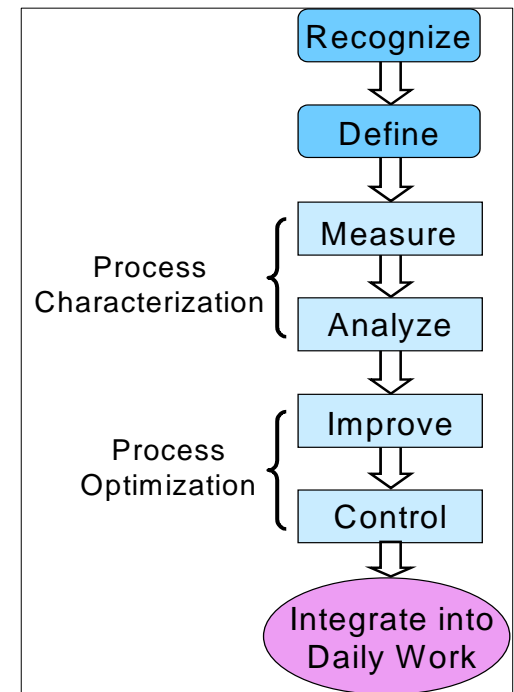 Recognize
Define
Measure
Process
Characterization
Analyze
Improve
Process
Optimization
Control
Integrate into
Daily Work